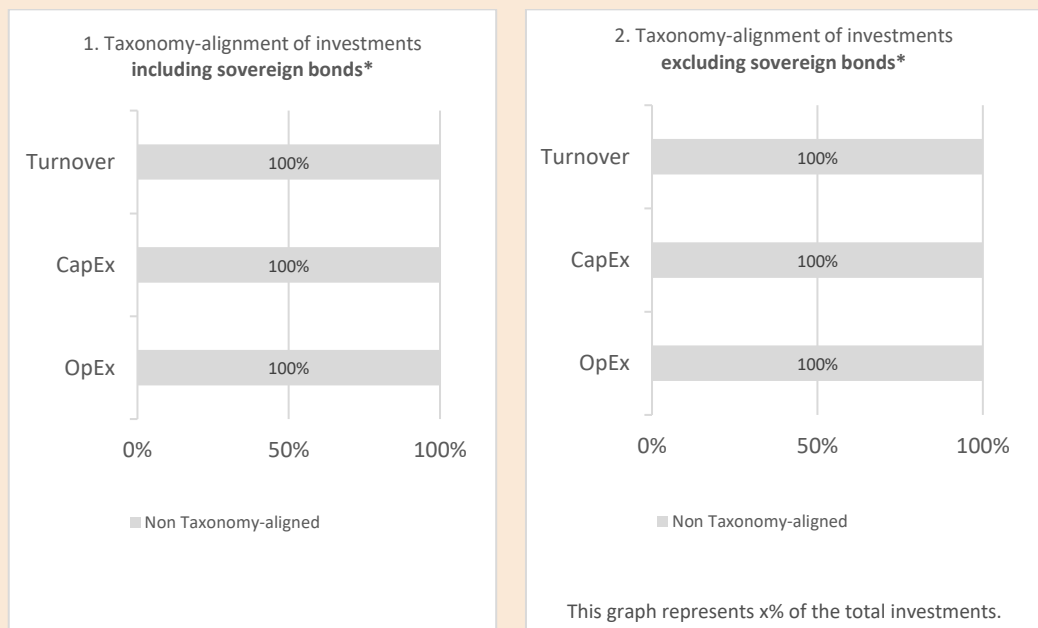 1. Taxonomy-alignment of investments
including sovereign bonds*
Turnover
100%
CapEx
100%
OpEx
100%
0%
50%
100%
Non Taxonomy-aligned
2. Taxonomy-alignment of investments
excluding sovereign bonds*
Turnover
100%
CapEx
100%
OpEx
100%
0%
50%
100%
Non Taxonomy-aligned
This graph represents x% of the total investments.